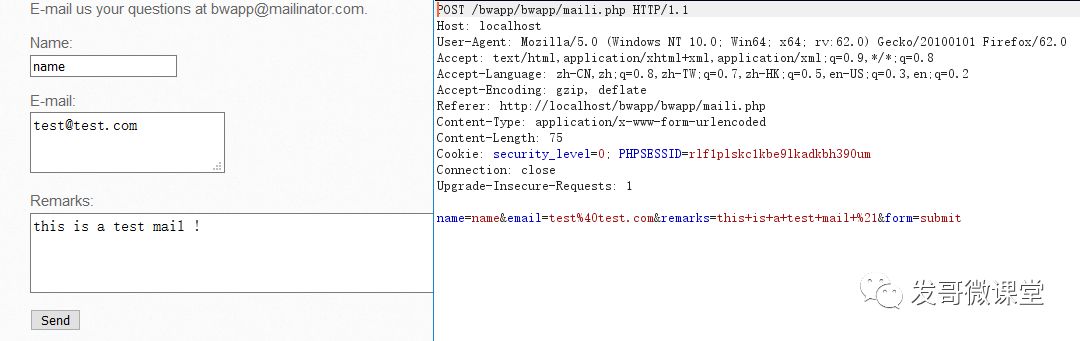 E-mail us your questions at bwapp@mailinator.com.
Name:
name
E-mail:
test@test.com
Remarks:
this is a test mail !
Send
POST /bwapp/bwapp/maili.php HTTP/1.1
Host: localhost
User-Agent: Mozilla/5.0 (Windows NT 10.0; Win64; x64; rv:62.0) Gecko/20100101 Firefox/62.0
Accept: text/html,application/xhtml+xml,application/xml;q=0.9,*/*;q=0.8
Accept-Language: zh-CN,zh;q=0.8,zh-TW;q=0.7,zh-HK;q=0.5,en-US;q=0.3,en;q=0.2
Accept-Encoding: gzip, deflate
Referer: http://localhost/bwapp/bwapp/maili.php
Content-Type: application/x-www-form-urlencoded
Content-Length: 75
Cookie: security_level=0; PHPSESSID=rlf1plskc1kbe9lkadkbh390um
Connection: close
Upgrade-Insecure-Requests: 1
name=name&email=test%40test.com&remarks=this+is+a+test+mail+%21&form=submit
发哥微课堂